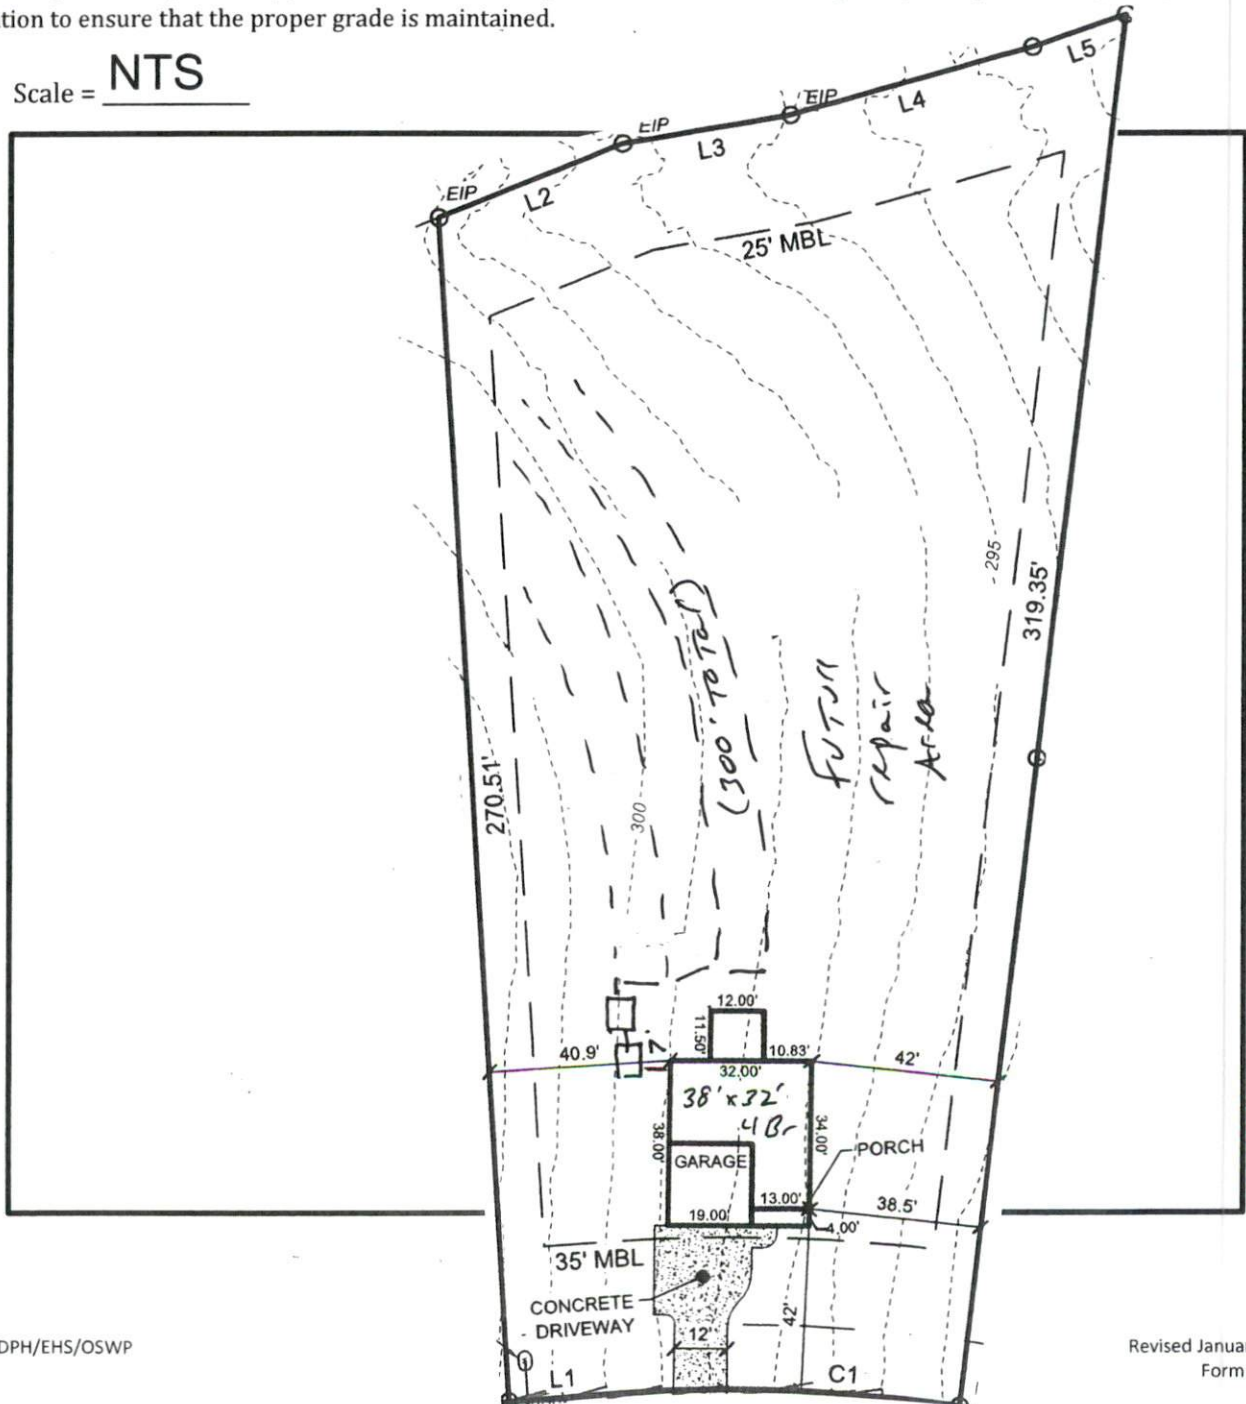 tion to ensure that the proper grade is maintained.
Scale = NTS
L5
EIP
L4
EIP
L3
EIP
L2
25' MBL
295
319.35'
(300' TOTal)
FUTUR
repair
Area
270.51'
300
12.00'
11.50'
7'
40.9'
10.83'
42'
32.00'
38' x 32'
4 Br
38.00'
34.00'
PORCH
GARAGE
13.00'
38.5'
19.00'
4.00'
35' MBL
CONCRETE
DRIVEWAY
42'
12'
DPH/EHS/OSWP
Revised Januar
L1
C1
Form